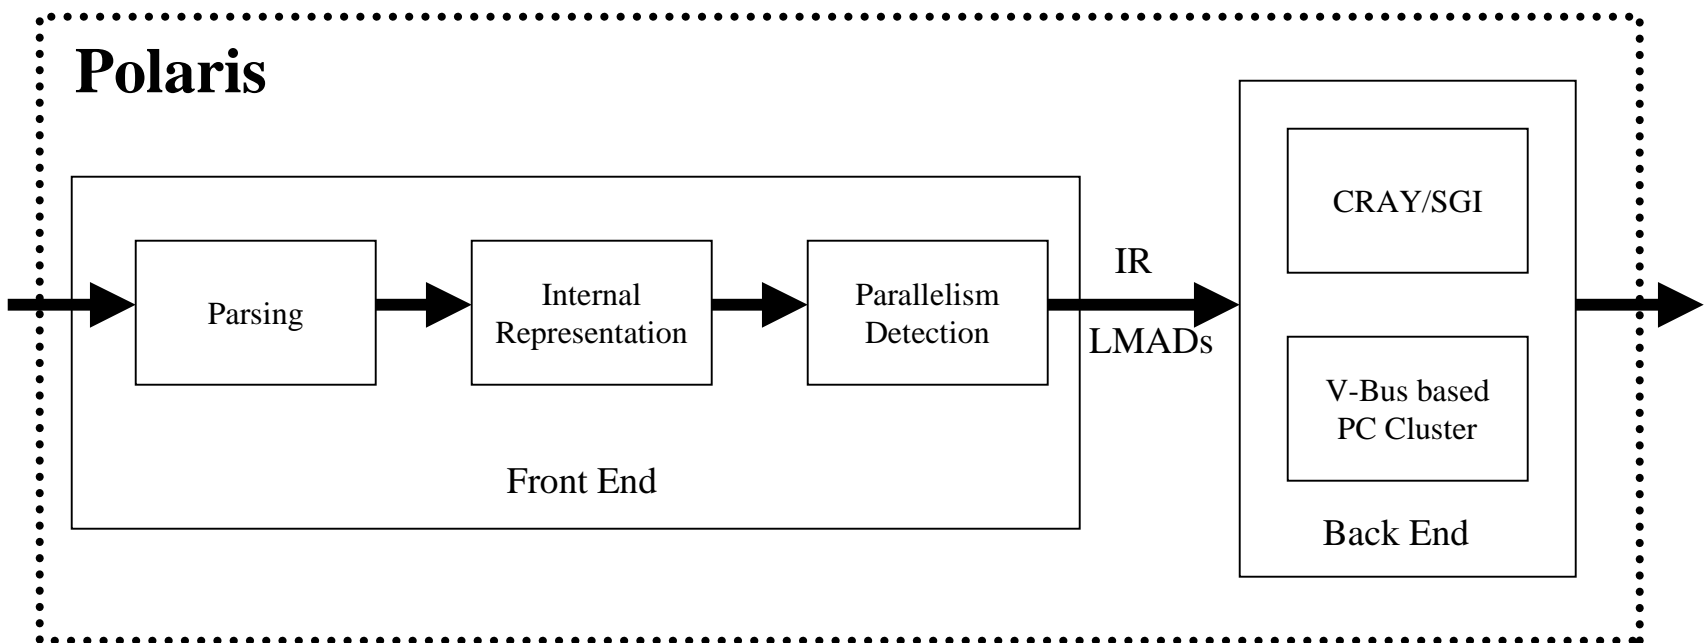 Polaris
Parsing
Internal
Representation
Parallelism
Detection
Front End
IR
LMADs
CRAY/SGI
V-Bus based
PC Cluster
Back End